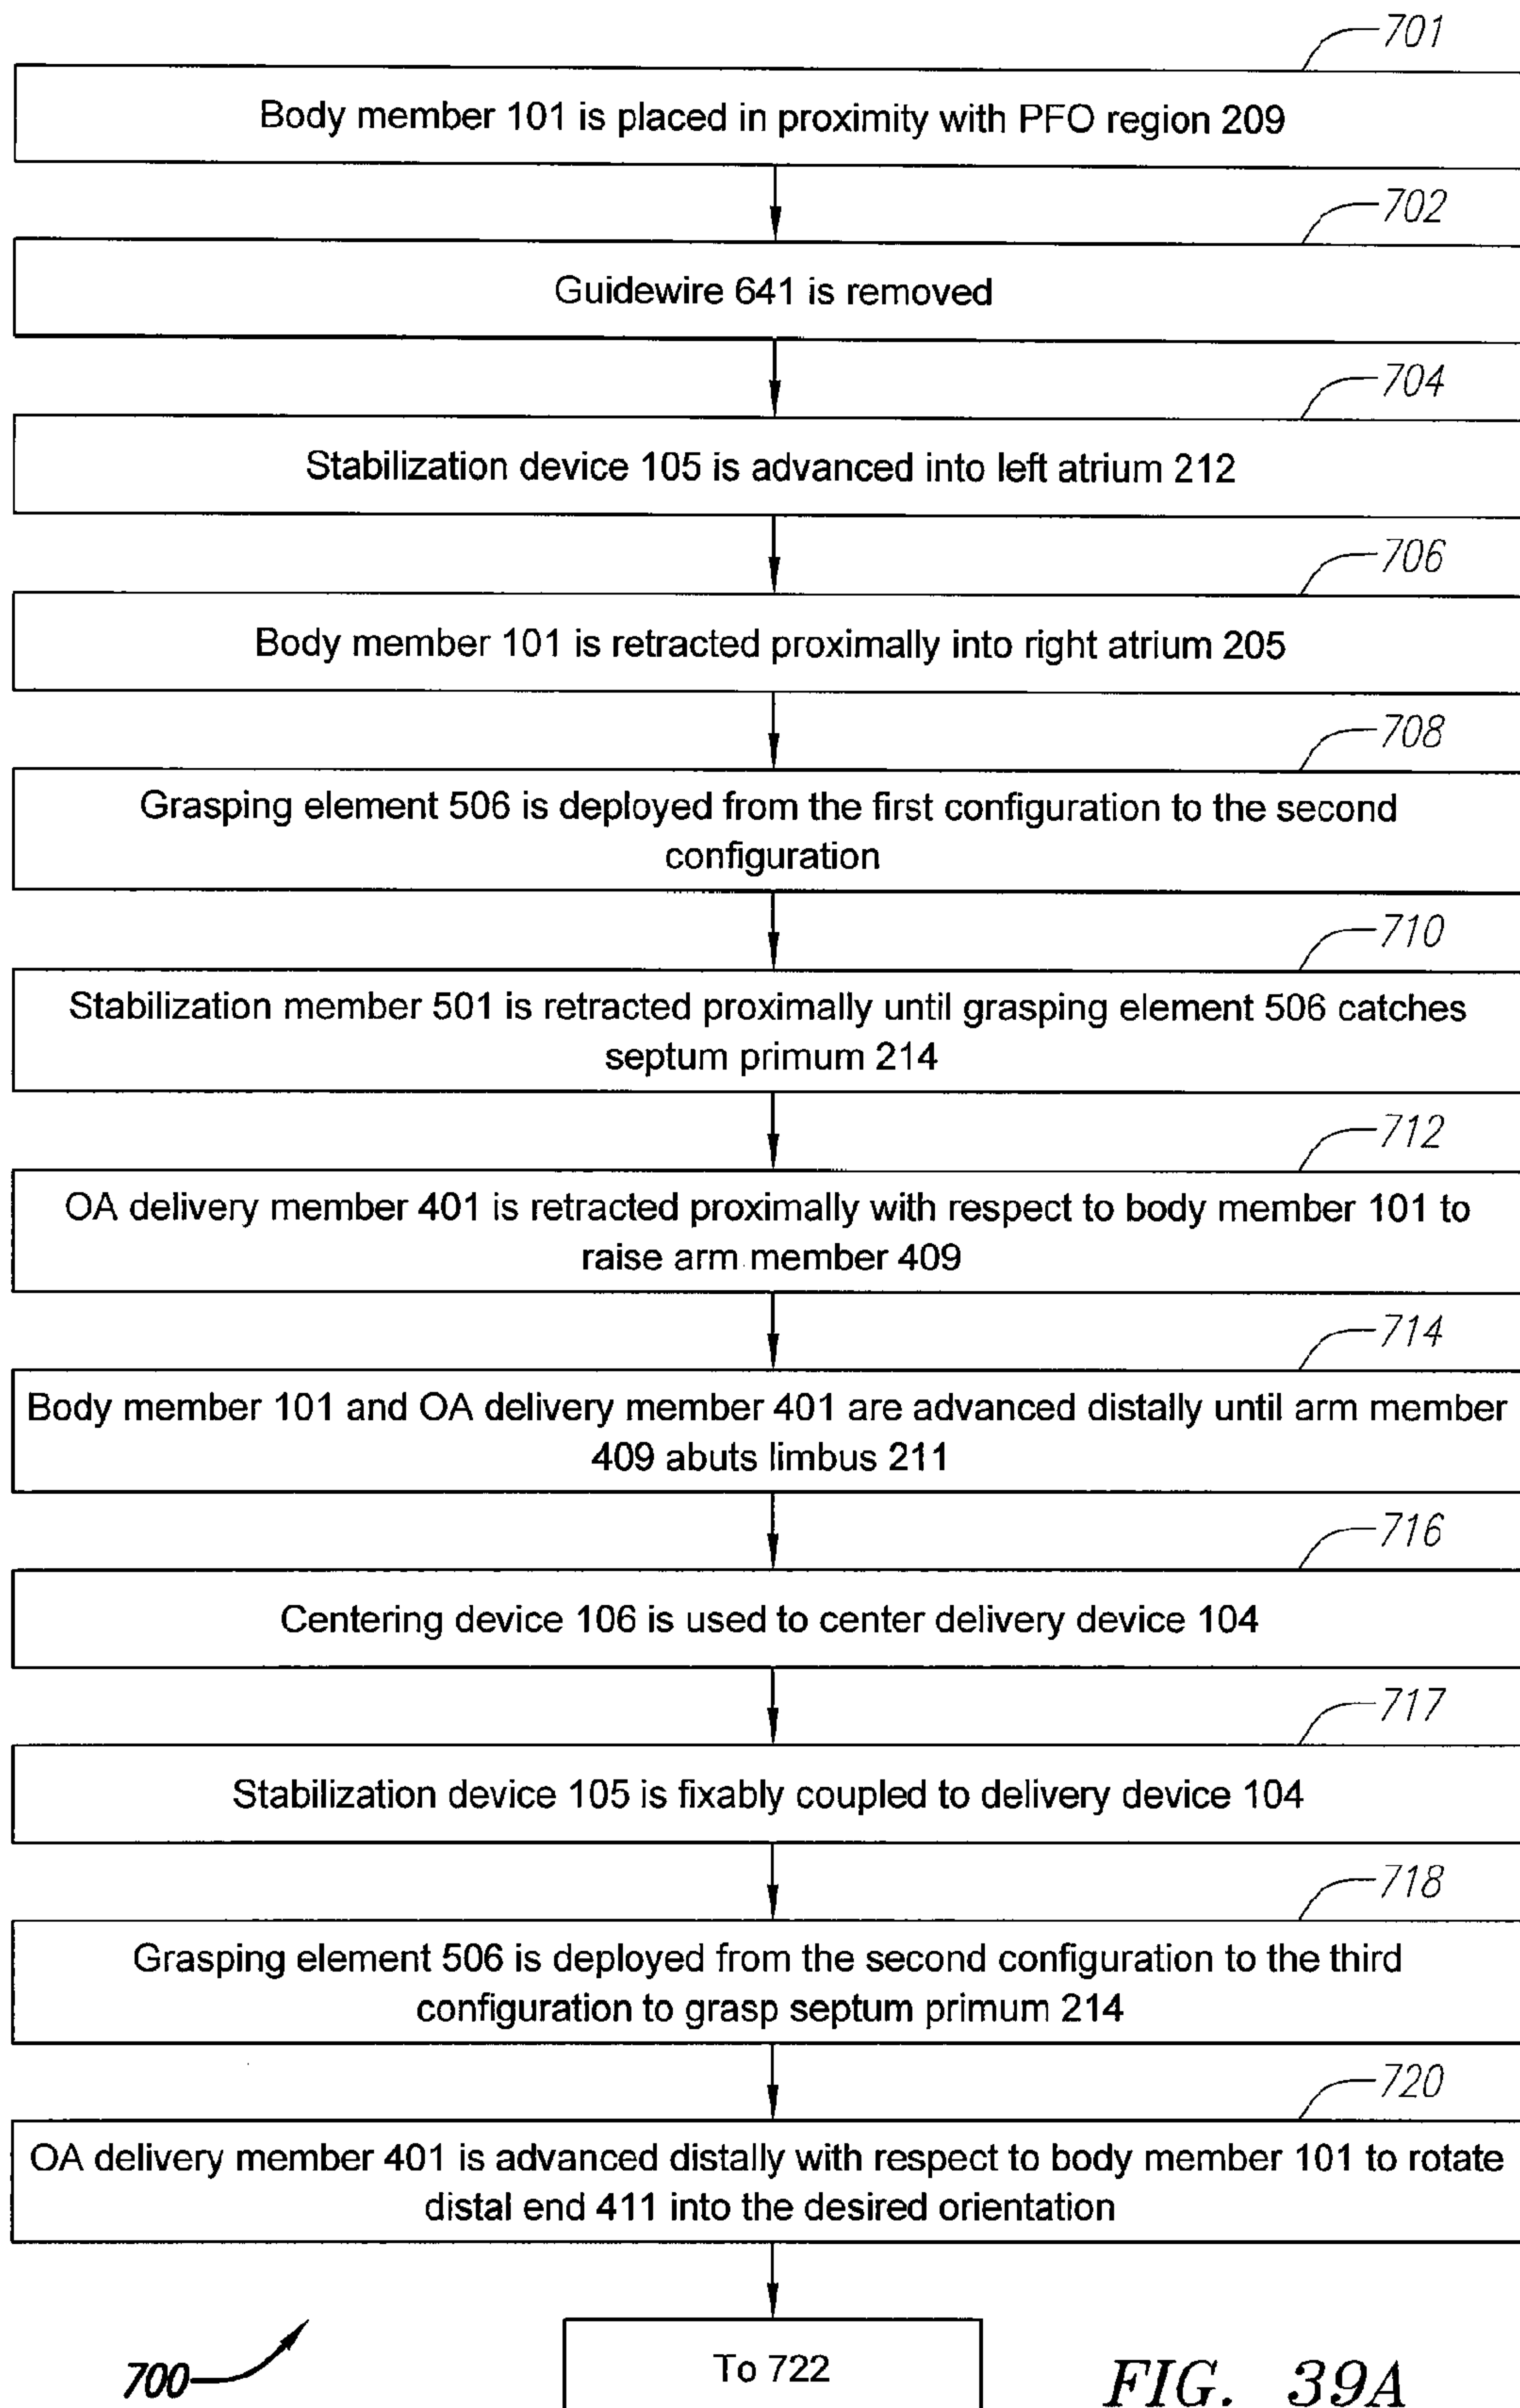 701
Body member 101 is placed in proximity with PFO region 209
702
Guidewire 641 is removed
704
Stabilization device 105 is advanced into left atrium 212
706
Body member 101 is retracted proximally into right atrium 205
708
Grasping element 506 is deployed from the first configuration to the second
configuration
710
Stabilization member 501 is retracted proximally until grasping element 506 catches
septum primum 214
712
OA delivery member 401 is retracted proximally with respect to body member 101 to
raise arm member 409
714
Body member 101 and OA delivery member 401 are advanced distally until arm member
409 abuts limbus 211
716
Centering device 106 is used to center delivery device 104
717
Stabilization device 105 is fixably coupled to delivery device 104
718
Grasping element 506 is deployed from the second configuration to the third
configuration to grasp septum primum 214
720
OA delivery member 401 is advanced distally with respect to body member 101 to rotate
distal end 411 into the desired orientation
To 722
700
FIG. 39A